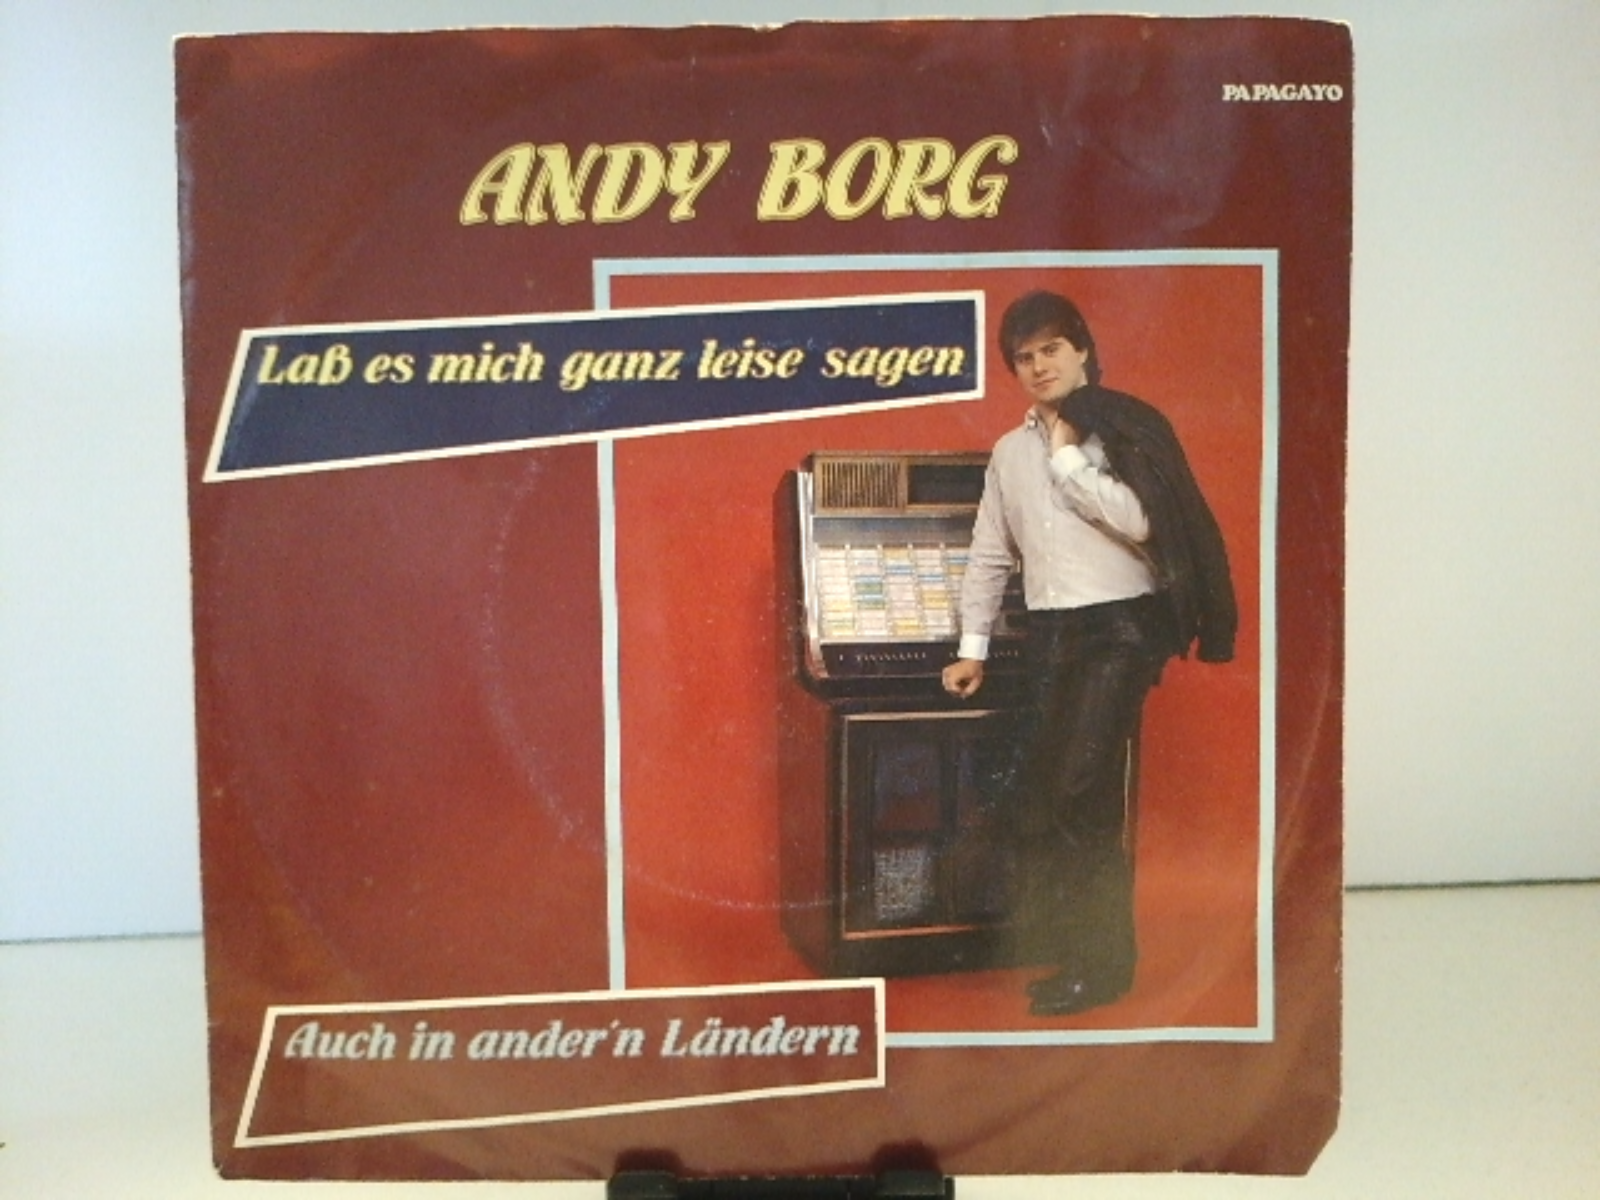 PAPAGAYO
ANDY BORG
Laß es mich ganz leise sagen
Auch in ander'n Ländern